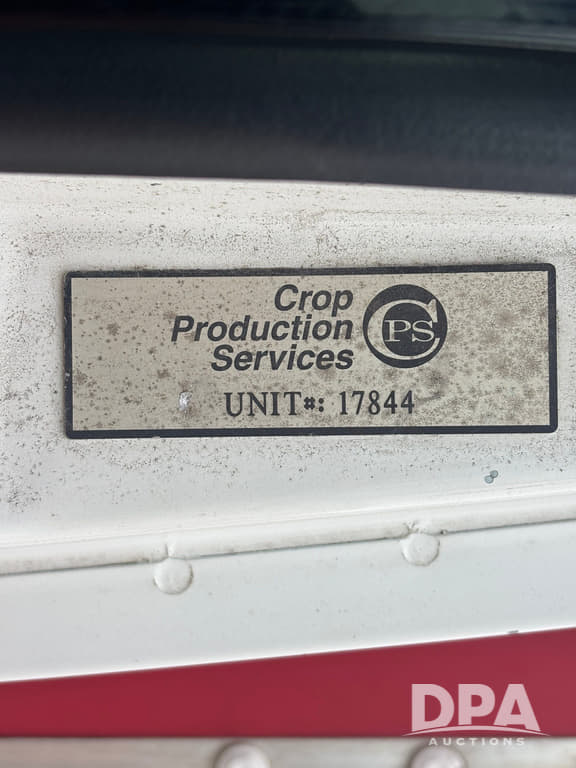 Crop
Production
Services
CPS
UNIT#: 17844
DPA
AUCTIONS